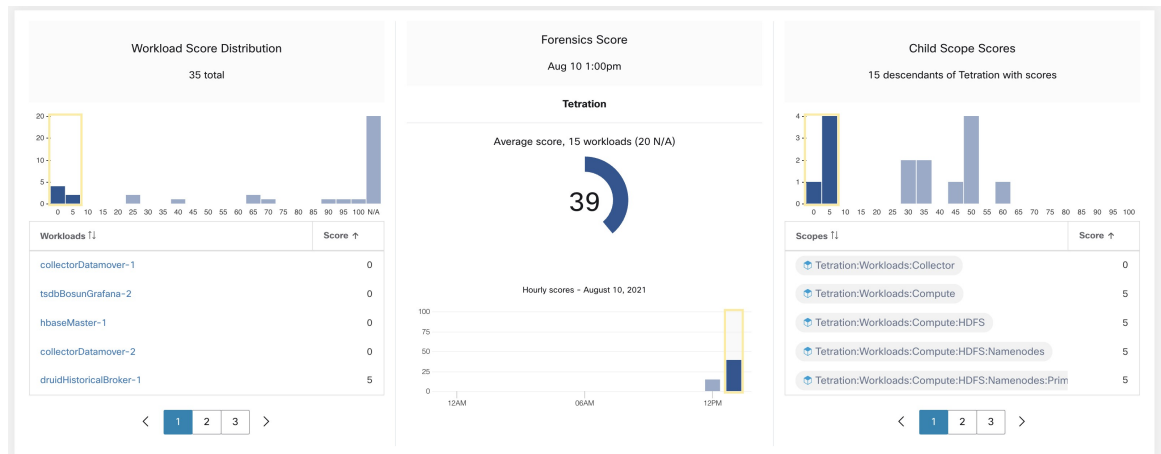 Workload Score Distribution
35 total
20
20
10
5
0
0 5 10 15 20 25 30 35 40 45 50 55 60 65 70 75 80 85 90 95 100 N/A
Workloads ↑↓ Score ↑
collectorDatamover-1 0
tsdbBosunGrafana-2 0
hbaseMaster-1 0
collectorDatamover-2 0
druidHistoricalBroker-1 5
1 2 3
Forensics Score
Aug 10 1:00pm
Tetration
Average score, 15 workloads (20 N/A)
39
Hourly scores - August 10, 2021
100
75
50
25
0
12AM 06AM 12PM
Child Scope Scores
15 descendants of Tetration with scores
4
3
2
1
0
0 5 10 15 20 25 30 35 40 45 50 55 60 65 70 75 80 85 90 95 100
Scopes ↑↓ Score ↑
Tetration:Workloads:Collector 0
Tetration:Workloads:Compute 5
Tetration:Workloads:Compute:HDFS 5
Tetration:Workloads:Compute:HDFS:Namenodes 5
Tetration:Workloads:Compute:HDFS:Namenodes:Prim 5
1 2 3